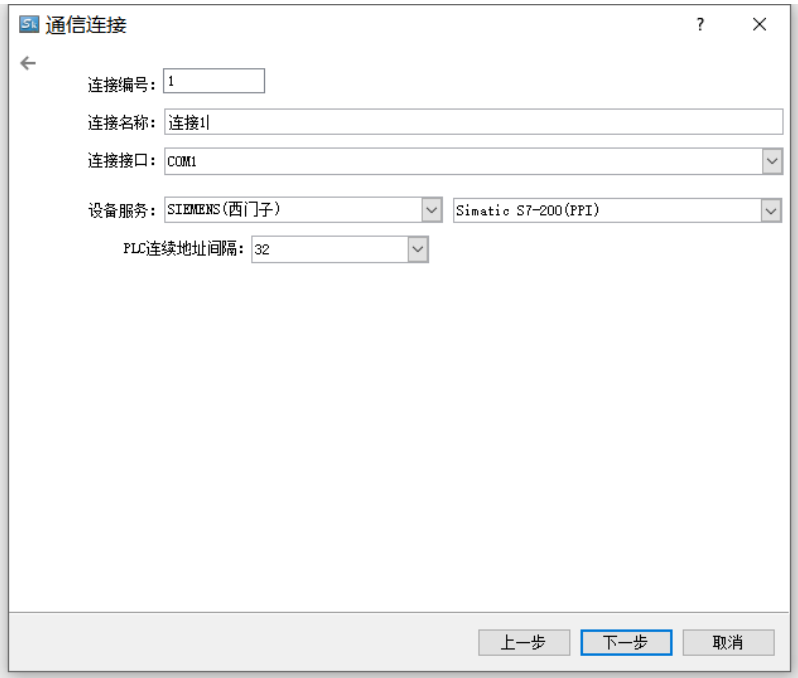 Sk 通信连接 ?
连接编号: 1
连接名称: 连接1
连接接口: COM1
设备服务: SIEMENS(西门子) Simatic S7-200(PPI)
PLC连续地址间隔: 32
上一步 下一步 取消